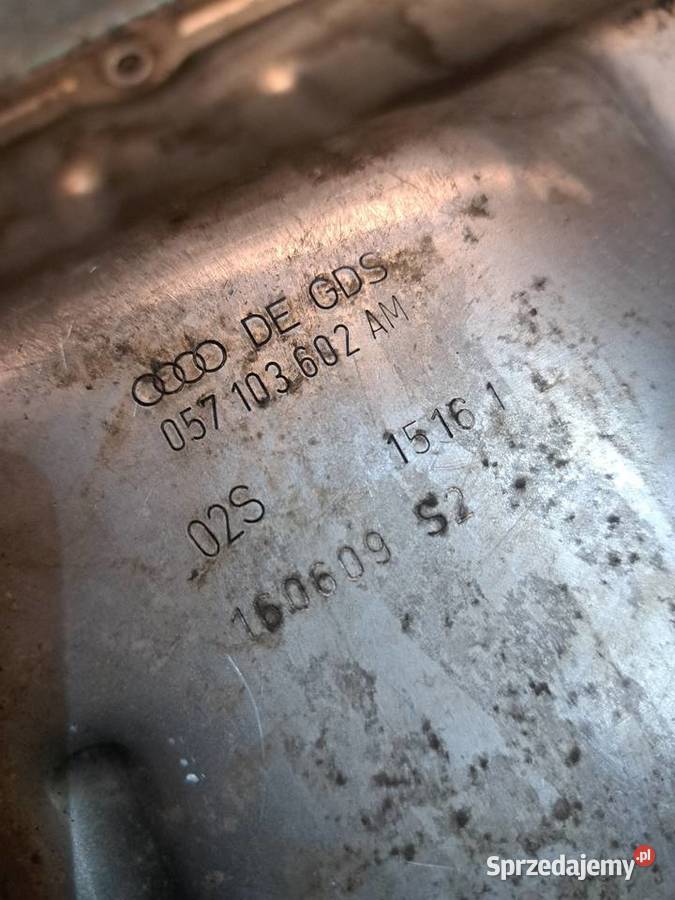 DE GDS
057 103 602 AM
1516 1
02S
160609 S2
Sprzedajemy.pl